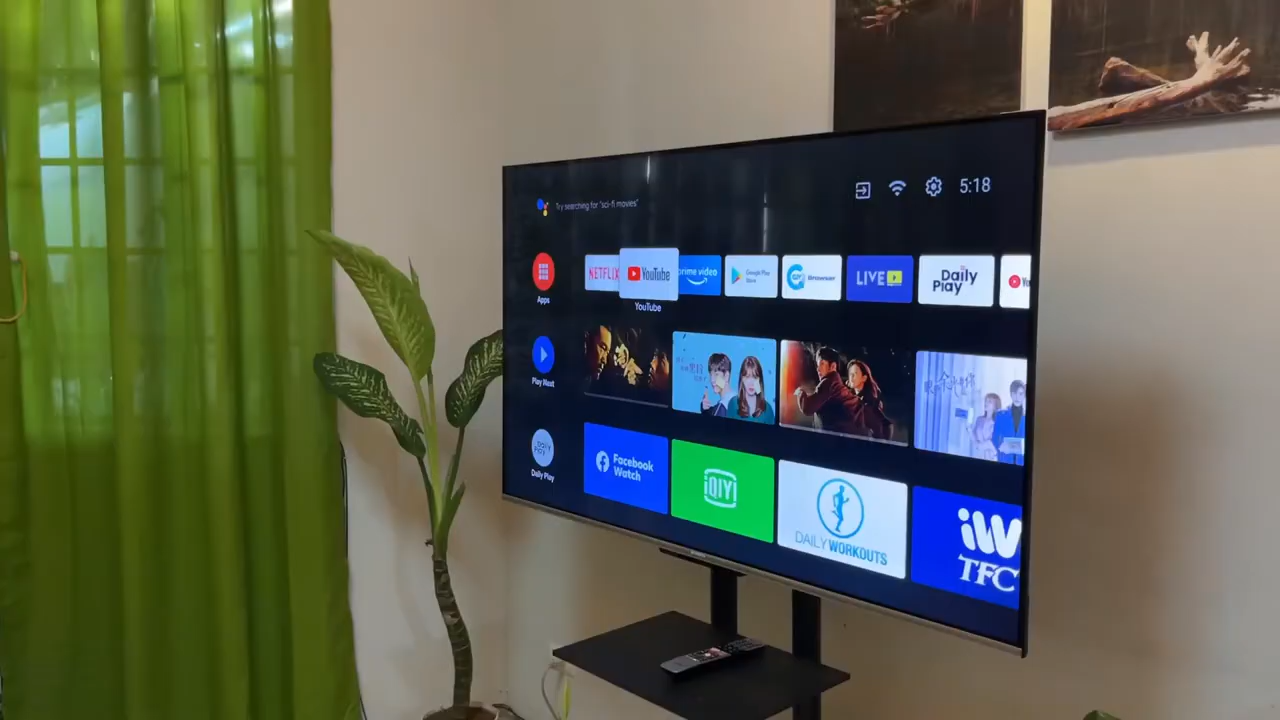 Try searching for "sci-fi movies"
5:18
NETFLIX
YouTube
prime video
Google Play
Store
Browser
LIVE
Daily
Play
YouTube
Apps
Play Next
Daily Play
Facebook
Watch
iQIYI
DAILY WORKOUTS
iW
TFC